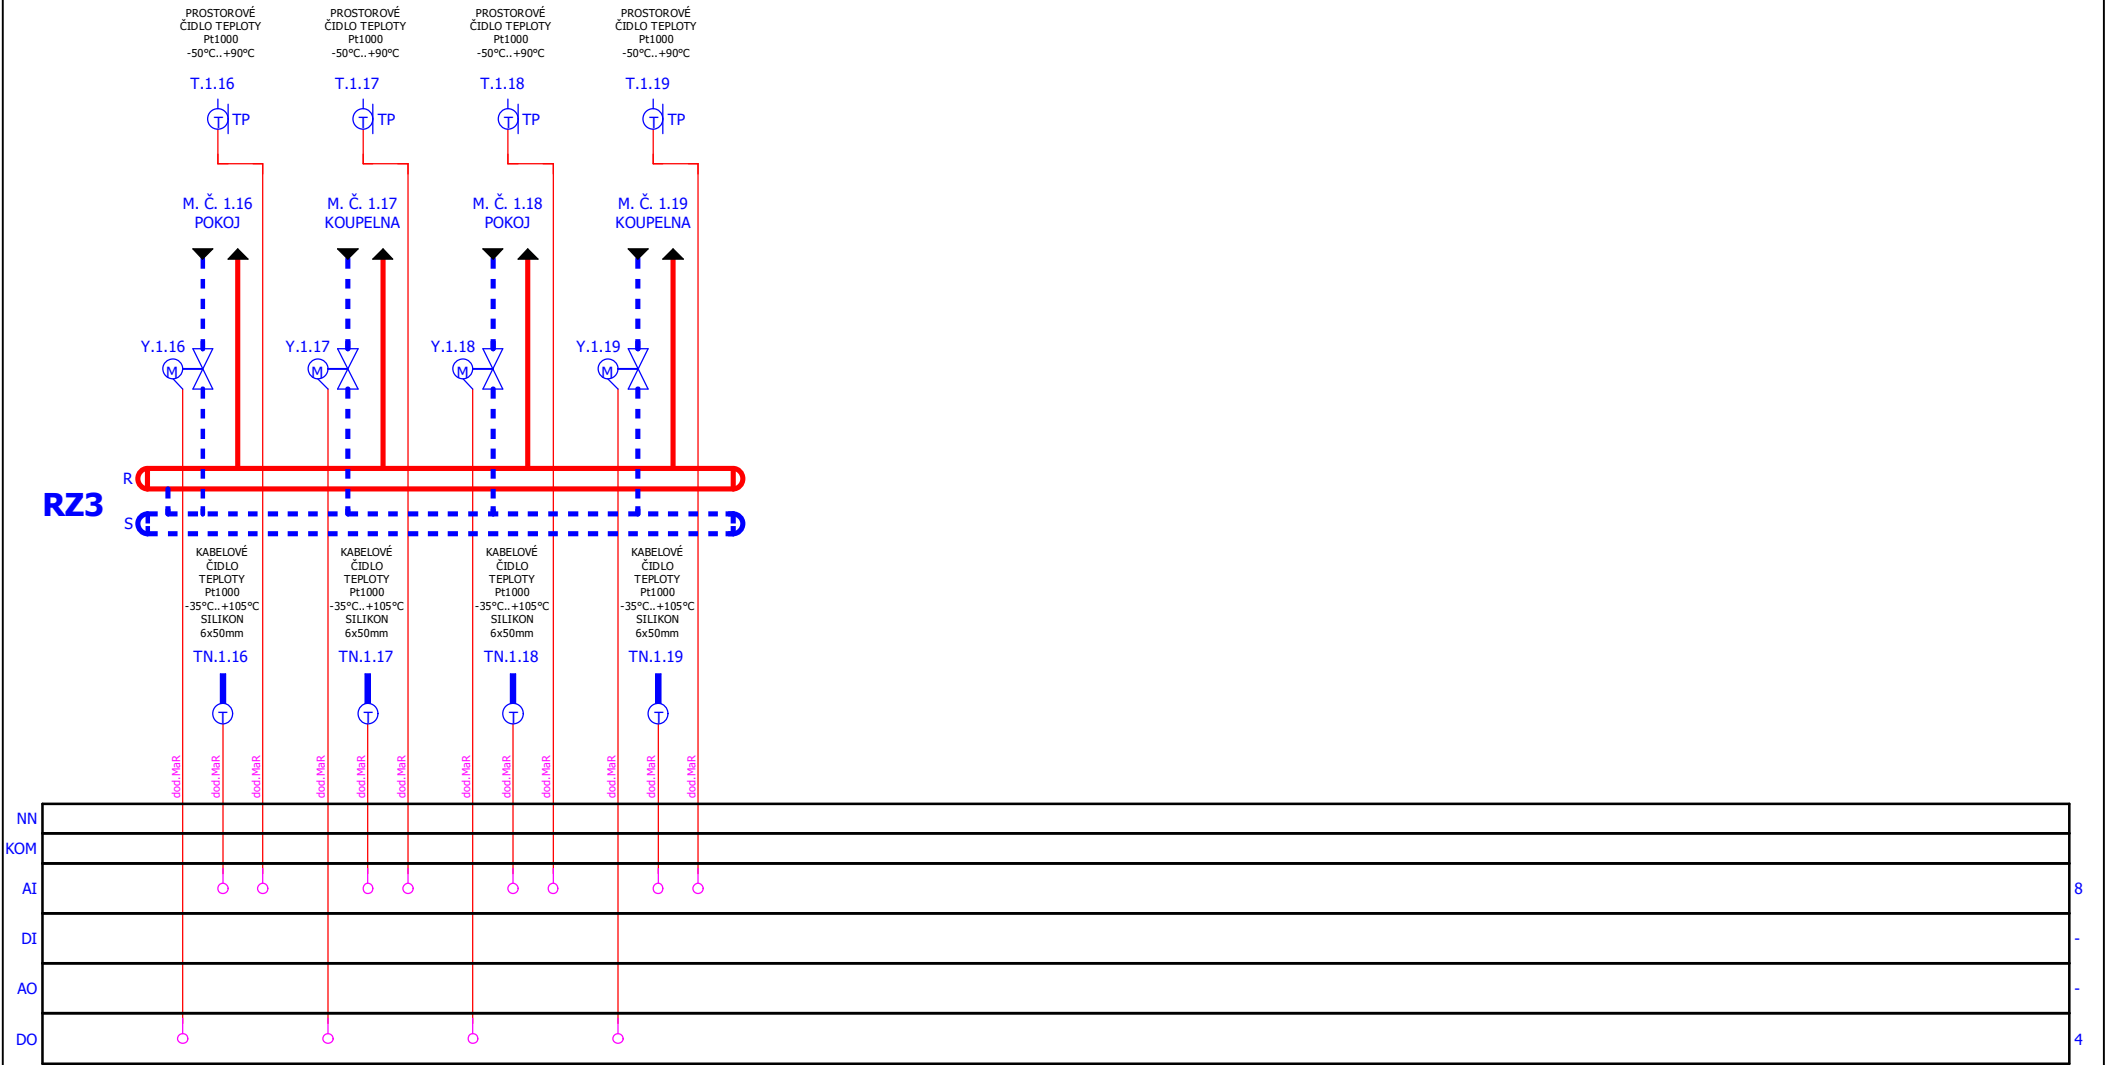 PROSTOROVÉ
ČIDLO TEPLOTY
Pt1000
-50°C..+90°C
PROSTOROVÉ
ČIDLO TEPLOTY
Pt1000
-50°C..+90°C
PROSTOROVÉ
ČIDLO TEPLOTY
Pt1000
-50°C..+90°C
PROSTOROVÉ
ČIDLO TEPLOTY
Pt1000
-50°C..+90°C
T.1.16
T.1.17
T.1.18
T.1.19
T TP
T TP
T TP
T TP
M. Č. 1.16
POKOJ
M. Č. 1.17
KOUPELNA
M. Č. 1.18
POKOJ
M. Č. 1.19
KOUPELNA
Y.1.16
M
Y.1.17
M
Y.1.18
M
Y.1.19
M
R
RZ3
S
KABELOVÉ
ČIDLO
TEPLOTY
Pt1000
-35°C..+105°C
SILIKON
6x50mm
KABELOVÉ
ČIDLO
TEPLOTY
Pt1000
-35°C..+105°C
SILIKON
6x50mm
KABELOVÉ
ČIDLO
TEPLOTY
Pt1000
-35°C..+105°C
SILIKON
6x50mm
KABELOVÉ
ČIDLO
TEPLOTY
Pt1000
-35°C..+105°C
SILIKON
6x50mm
TN.1.16
TN.1.17
TN.1.18
TN.1.19
T
T
T
T
dod.MaR
dod.MaR
dod.MaR
dod.MaR
dod.MaR
dod.MaR
dod.MaR
dod.MaR
dod.MaR
dod.MaR
dod.MaR
dod.MaR
NN
KOM
AI 8
DI -
AO -
DO 4